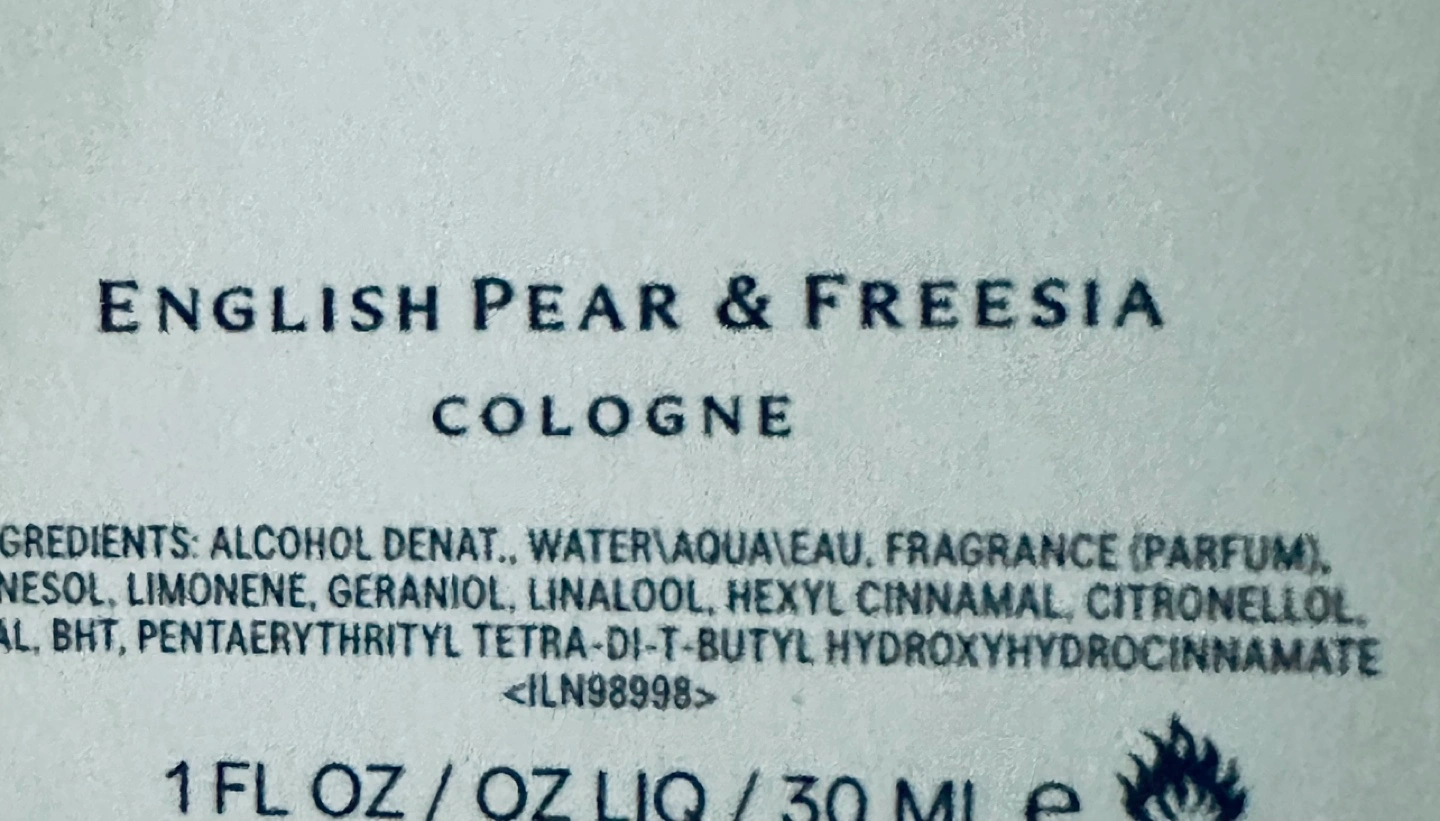 ENGLISH PEAR & FREESIA
COLOGNE
GREDIENTS: ALCOHOL DENAT., WATER\AQUA\EAU, FRAGRANCE (PARFUM),
NESOL, LIMONENE, GERANIOL, LINALOOL, HEXYL CINNAMAL, CITRONELLOL,
AL, BHT, PENTAERYTHRITYL TETRA-DI-T-BUTYL HYDROXYHYDROCINNAMATE
<ILN98998>
1 FL OZ / OZ LIQ / 30 ML e